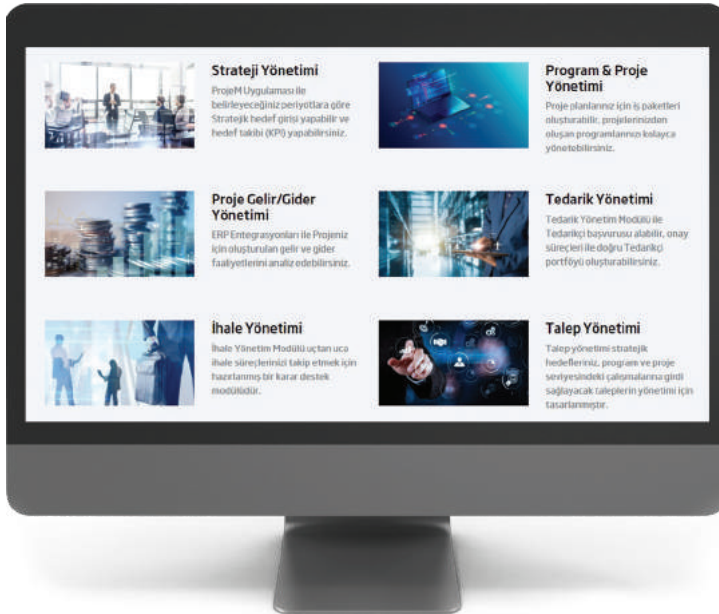 Strateji Yönetimi
ProjeM Uygulaması ile
belirleyeceğiniz periyotlara göre
Stratejik hedef girişi yapabilir ve
hedef takibi (KPI) yapabilirsiniz.
Program & Proje
Yönetimi
Proje planlarınız için iş paketleri
oluşturabilir, projelerinizden
oluşan programlarınızı kolayca
yönetebilirsiniz.
Proje Gelir/Gider
Yönetimi
ERP Entegrasyonları ile Projeniz
için oluşturulan gelir ve gider
faaliyetlerini analiz edebilirsiniz.
Tedarik Yönetimi
Tedarik Yönetim Modülü ile
Tedarikçi başvurusu alabilir, onay
süreçleri ile doğru Tedarikçi
portföyü oluşturabilirsiniz.
İhale Yönetimi
İhale Yönetim Modülü uçtan uca
ihale süreçlerinizi takip etmek için
hazırlanmış bir karar destek
modülüdür.
Talep Yönetimi
Talep yönetimi stratejik
hedefleriniz, program ve proje
seviyesindeki çalışmalarına girdi
sağlayacak taleplerin yönetimi için
tasarlanmıştır.